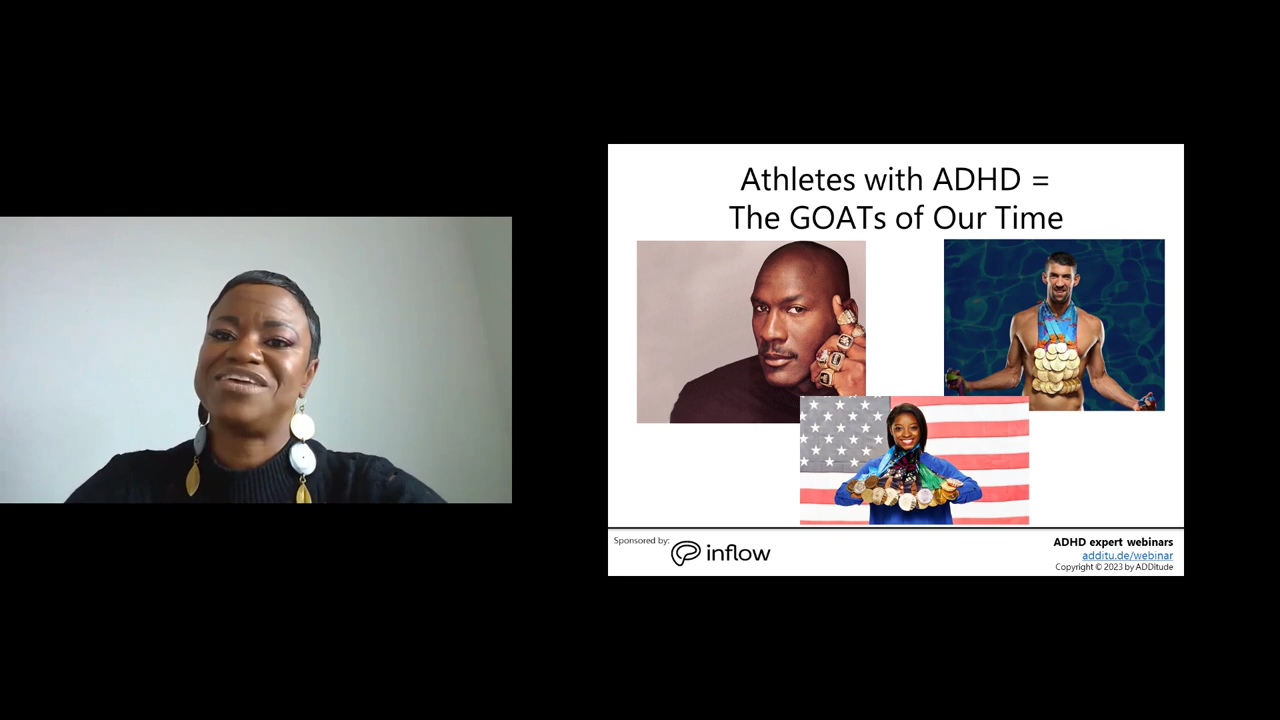 Athletes with ADHD =
The GOATs of Our Time
Sponsored by:
inflow
ADHD expert webinars
additu.de/webinar
Copyright © 2023 by ADDitude